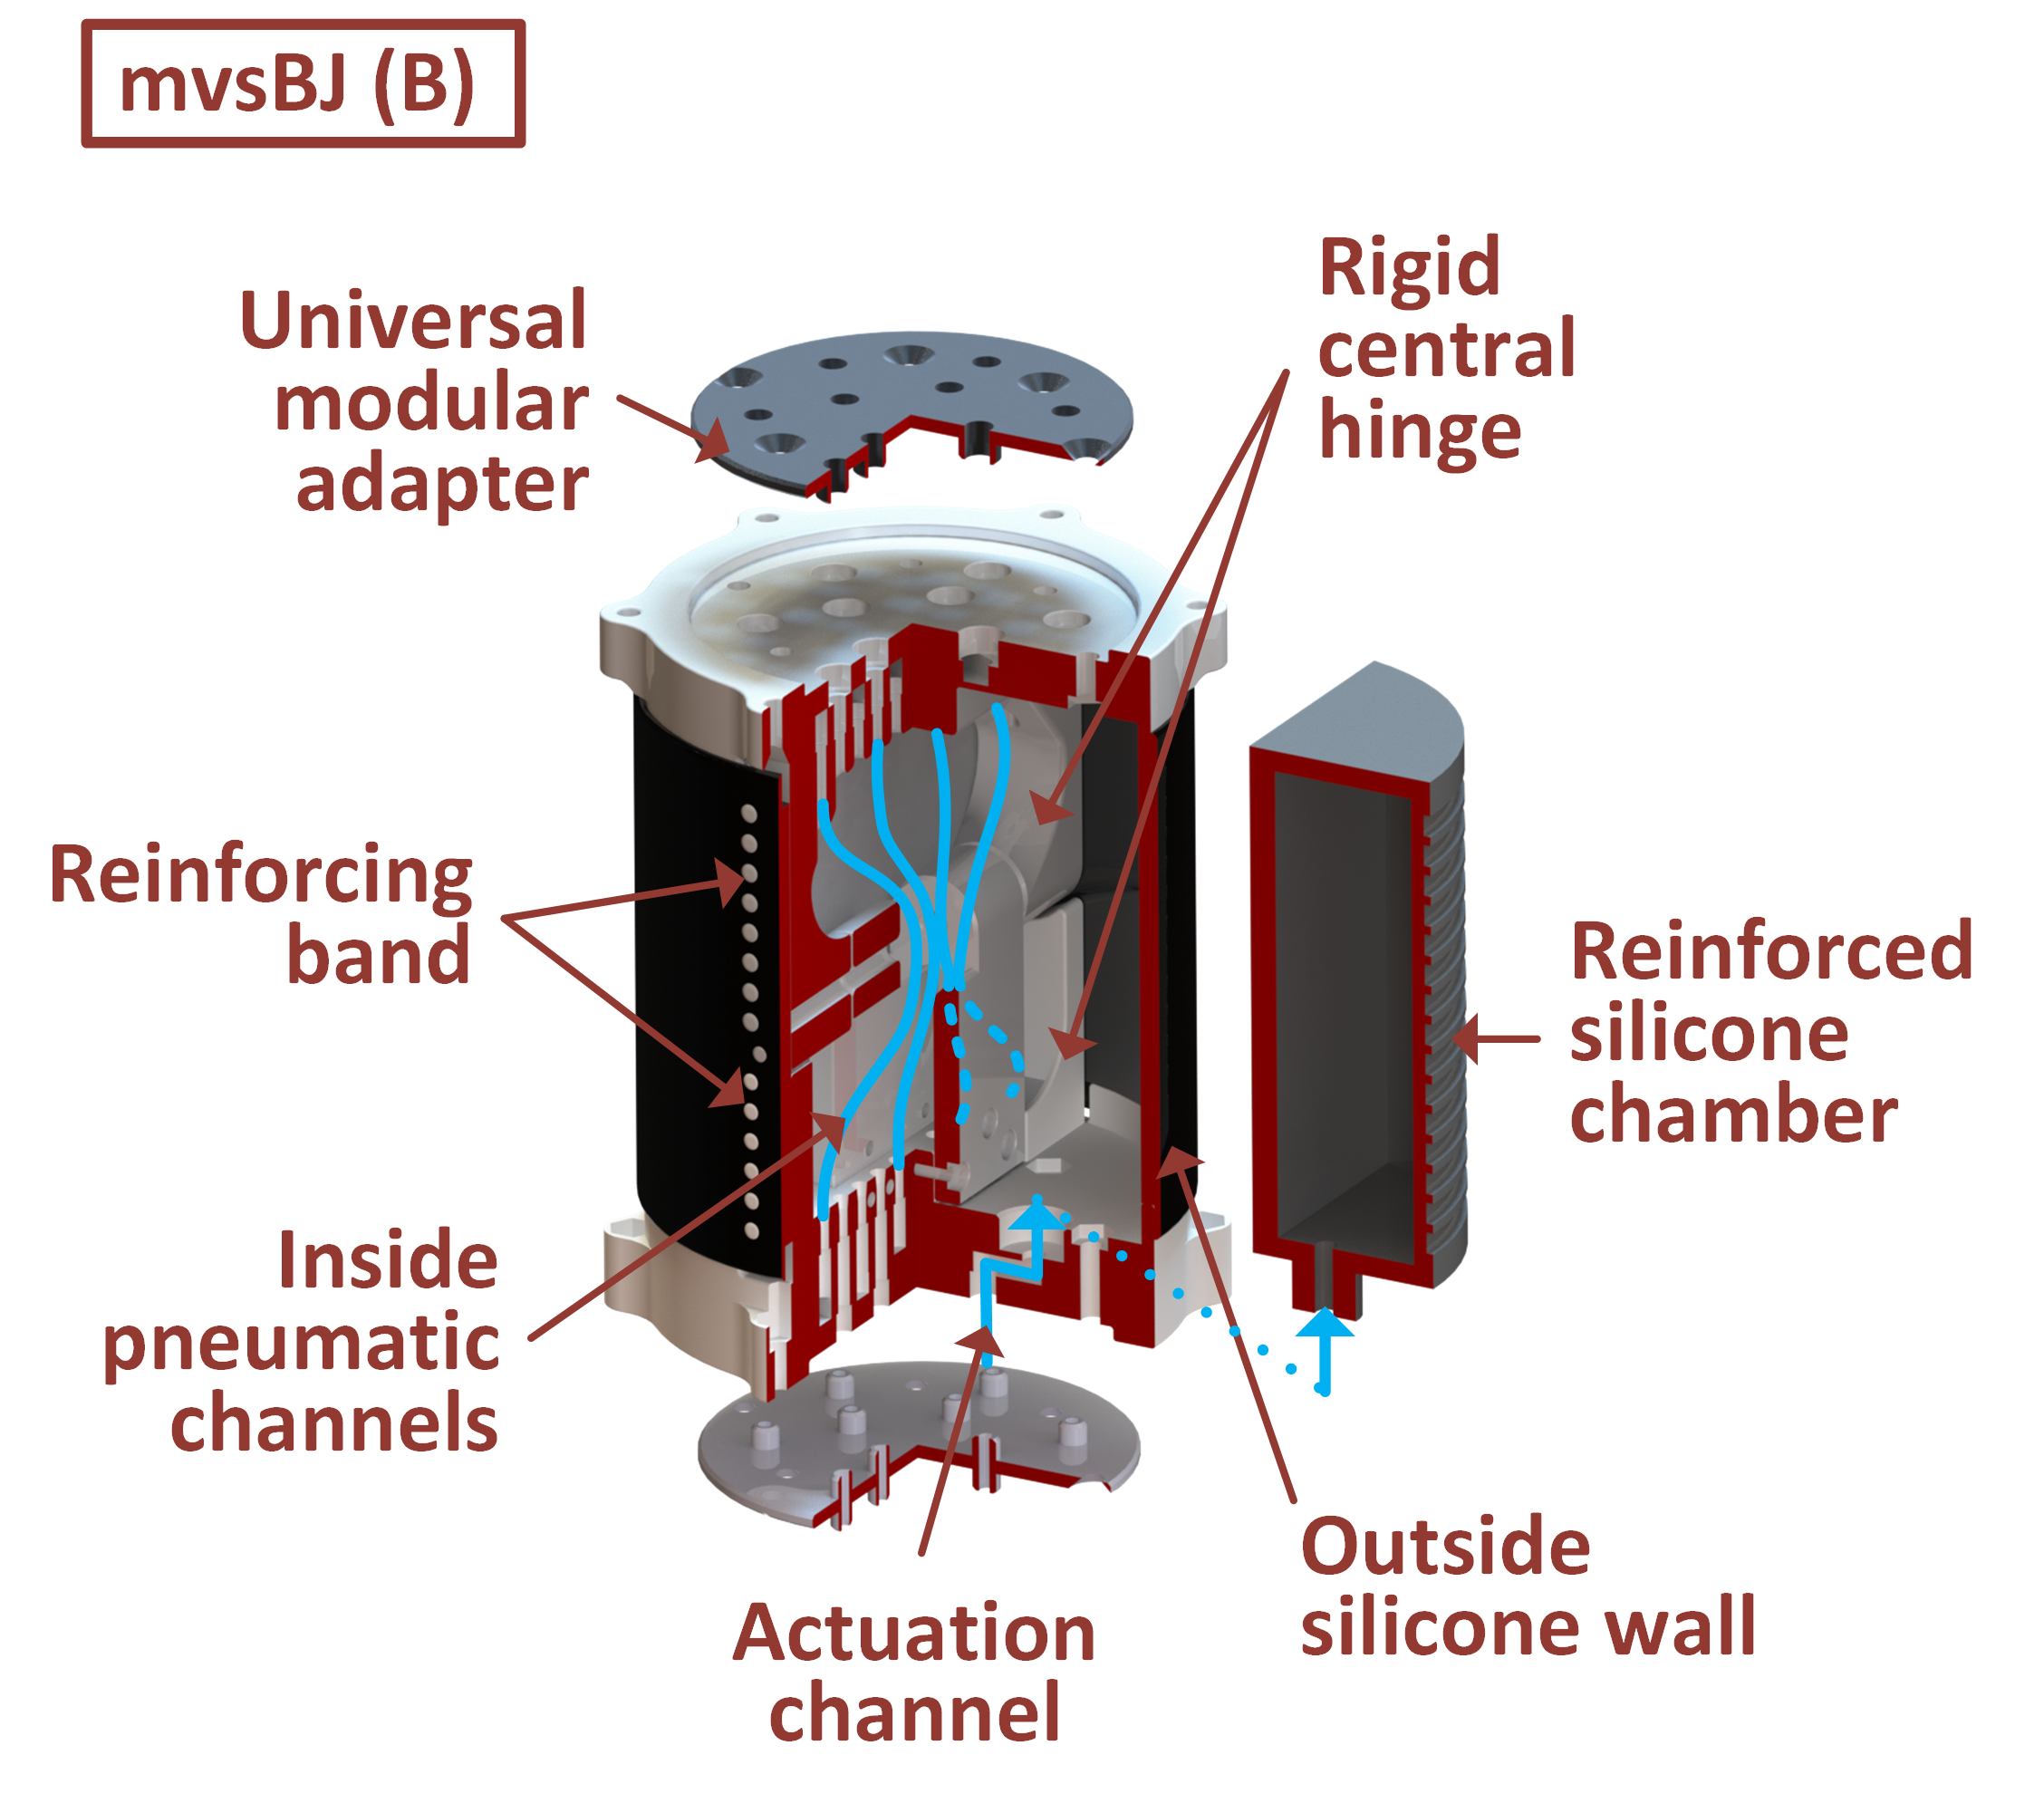 mvsBJ (B)
Universal
modular
adapter
Rigid
central
hinge
Reinforcing
band
Reinforced
silicone
chamber
Inside
pneumatic
channels
Outside
silicone wall
Actuation
channel